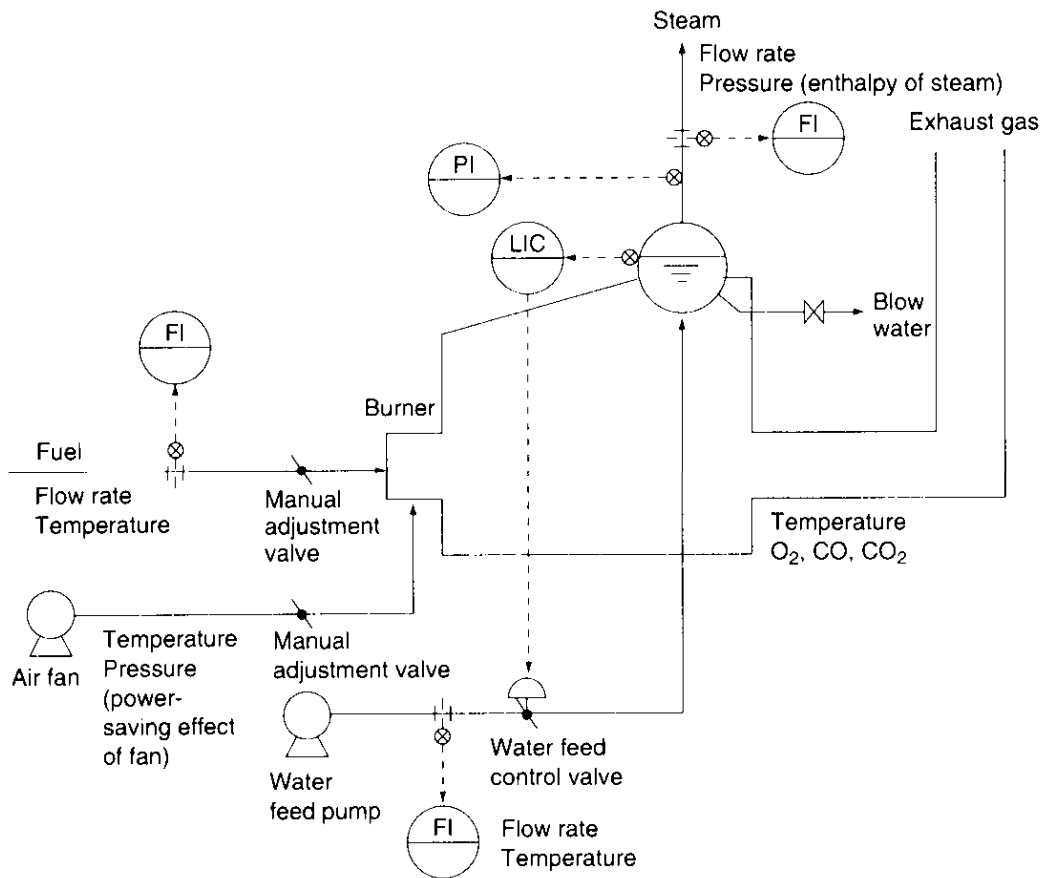 Steam
Flow rate
Pressure (enthalpy of steam)
FI
Exhaust gas
PI
LIC
Blow
water
FI
Burner
Fuel
Flow rate
Temperature
Manual
adjustment
valve
Temperature
O₂, CO, CO₂
Air fan
Temperature
Pressure
(power-
saving effect
of fan)
Manual
adjustment valve
Water
feed pump
Water feed
control valve
FI
Flow rate
Temperature